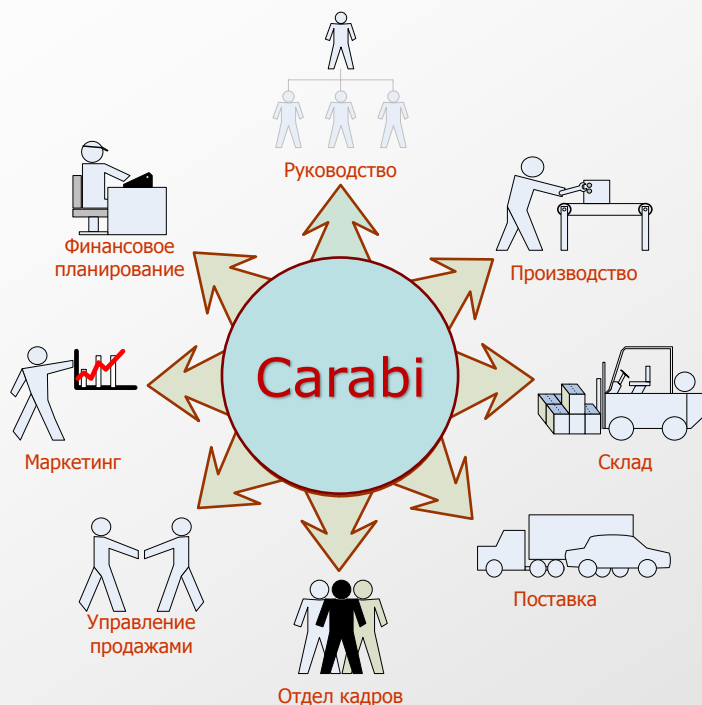 Руководство
Финансовое
планирование
Производство
Carabi
Маркетинг
Склад
Поставка
Управление
продажами
Отдел кадров